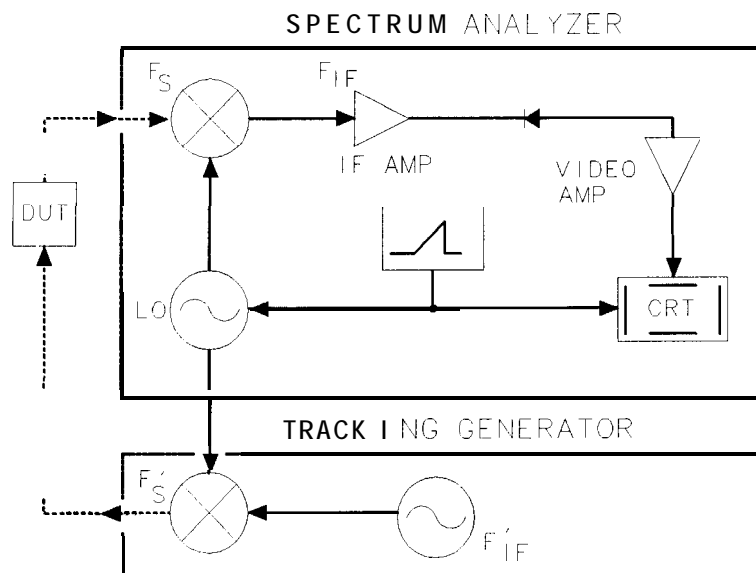 SPECTRUM ANALYZER
F_S
F_IF
IF AMP
VIDEO
AMP
DUT
LO
CRT
TRACKING GENERATOR
F'_S
F'_IF